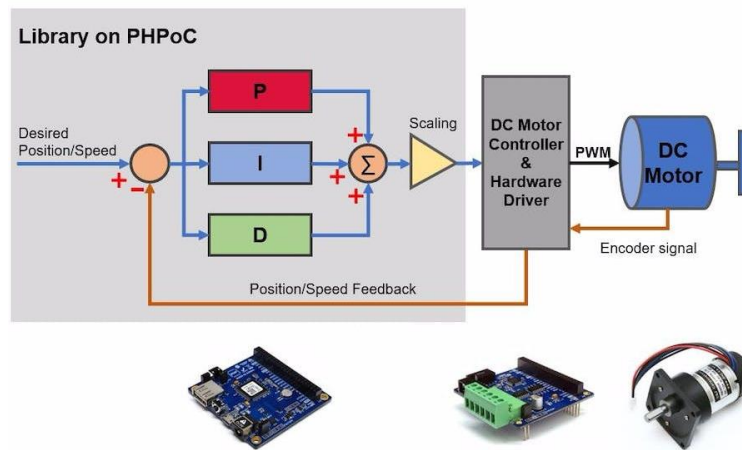 Library on PHPoC
Desired
Position/Speed
+
-
P
I
D
+
+
+
Σ
Scaling
DC Motor
Controller
&
Hardware
Driver
PWM
DC
Motor
Encoder signal
Position/Speed Feedback